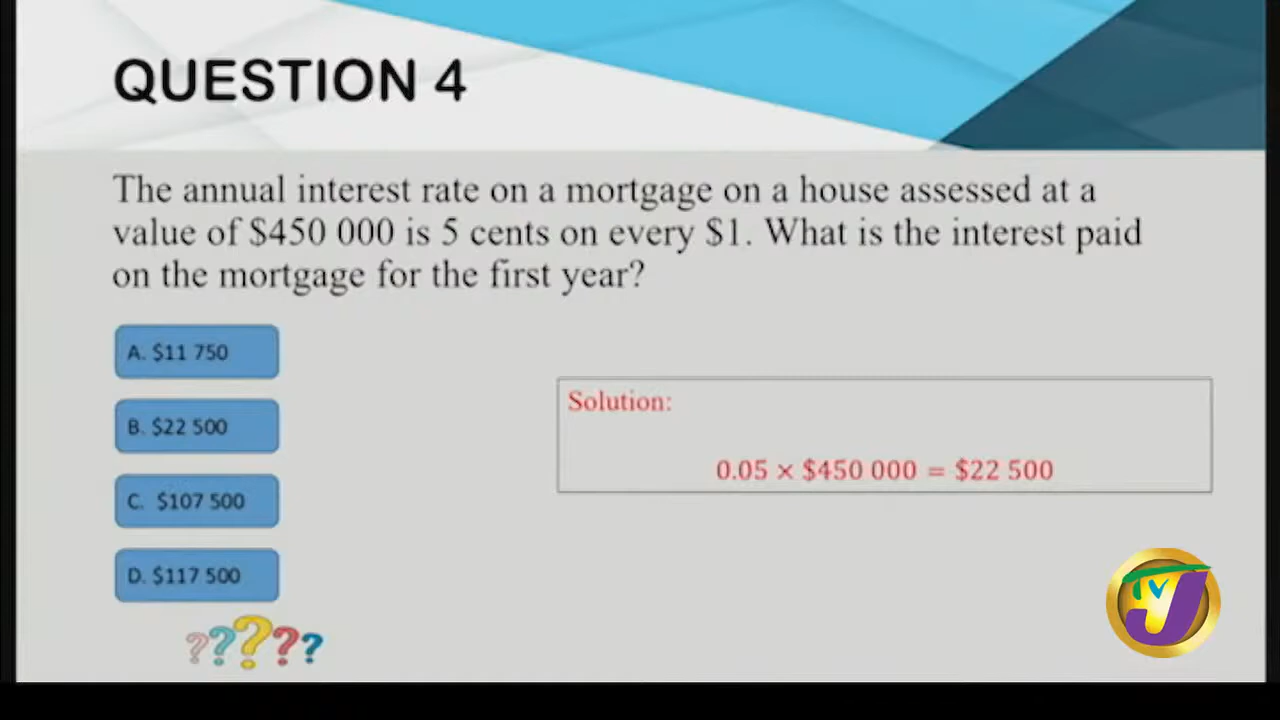 QUESTION 4
The annual interest rate on a mortgage on a house assessed at a
value of $450 000 is 5 cents on every $1. What is the interest paid
on the mortgage for the first year?
A. $11 750
B. $22 500
C. $107 500
D. $117 500
Solution:
0.05 × $450 000 = $22 500
?????
TVJ